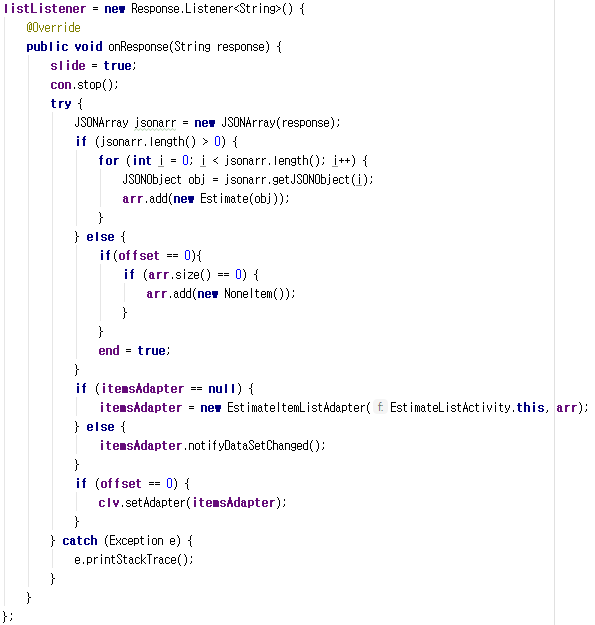 listListener = new Response.Listener<String>() {
    @Override
    public void onResponse(String response) {
        slide = true;
        con.stop();
        try {
            JSONArray jsonarr = new JSONArray(response);
            if (jsonarr.length() > 0) {
                for (int i = 0; i < jsonarr.length(); i++) {
                    JSONObject obj = jsonarr.getJSONObject(i);
                    arr.add(new Estimate(obj));
                }
            } else {
                if(offset == 0){
                    if (arr.size() == 0) {
                        arr.add(new NoneItem());
                    }
                }
                end = true;
            }
            if (itemsAdapter == null) {
                itemsAdapter = new EstimateItemListAdapter( f: EstimateListActivity.this, arr);
            } else {
                itemsAdapter.notifyDataSetChanged();
            }
            if (offset == 0) {
                clv.setAdapter(itemsAdapter);
            }
        } catch (Exception e) {
            e.printStackTrace();
        }
    }
};